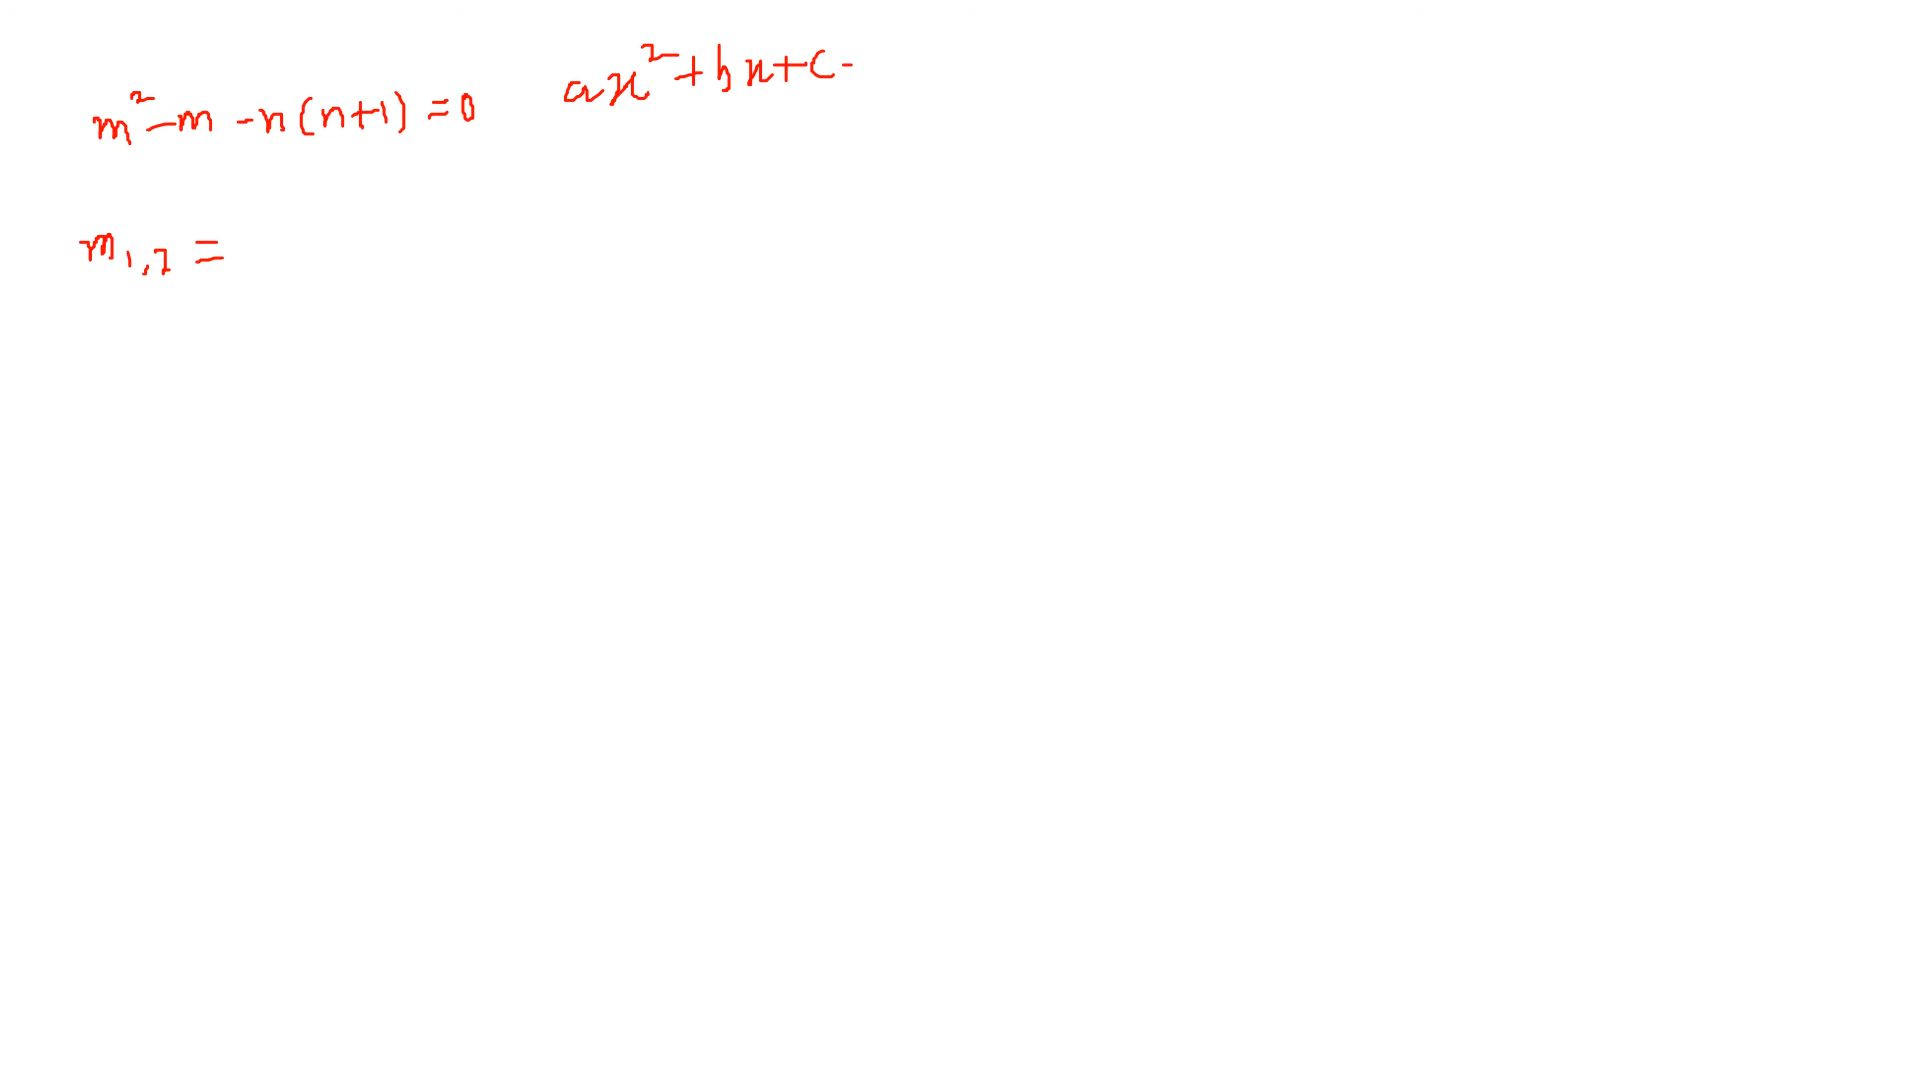 m² - m - n(n+1) = 0
ax² + bx + c -
m₁,₂ =